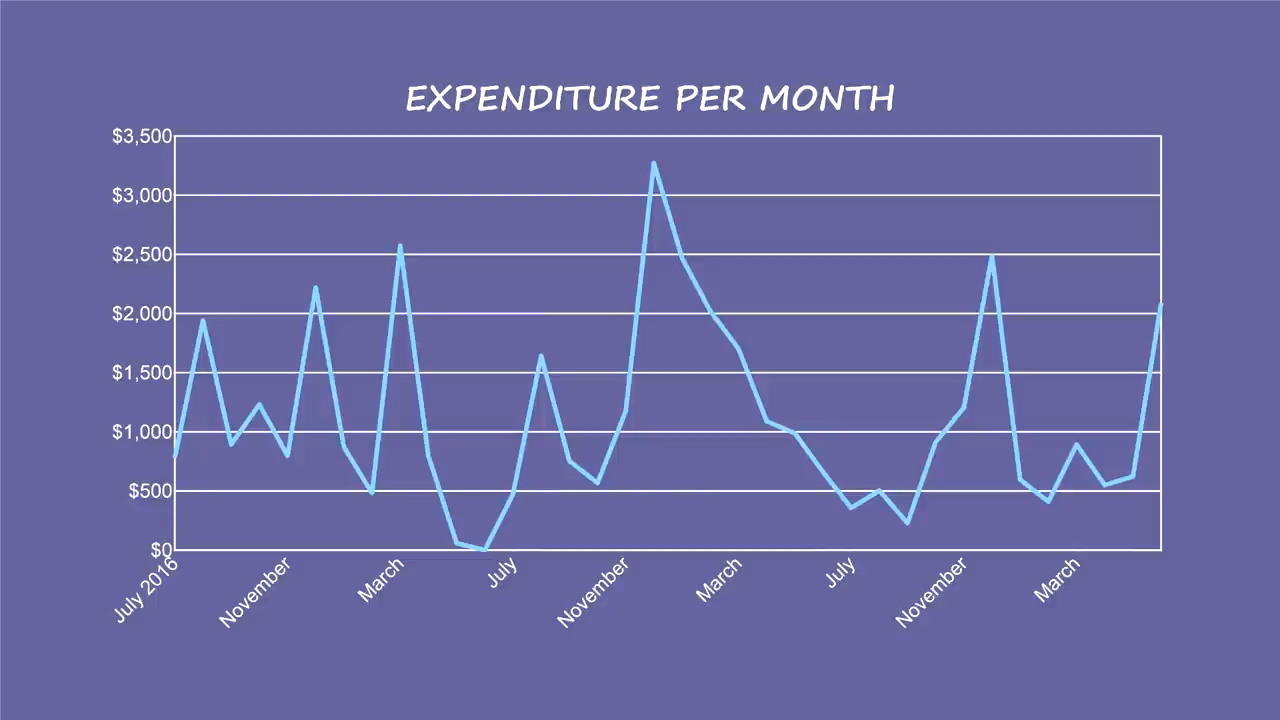 EXPENDITURE PER MONTH
$3,500
$3,000
$2,500
$2,000
$1,500
$1,000
$500
$0
July 2016
November
March
July
November
March
July
November
March